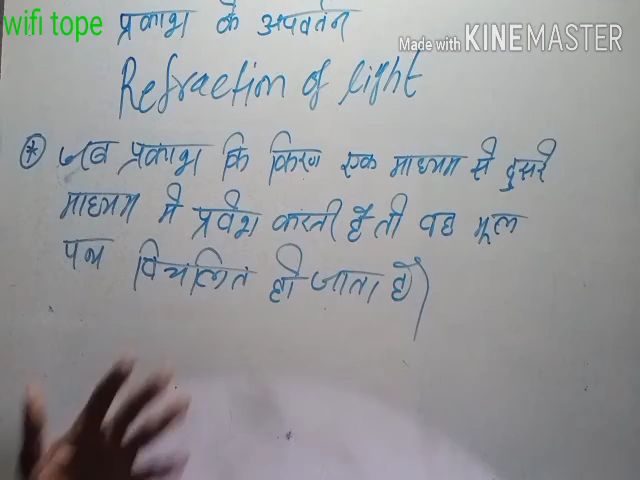 wifi tope
प्रकाश के अपवर्तन
Made with KINEMASTER
Refraction of light
* जब प्रकाश कि किरण एक माध्यम से दुसरे
माध्यम मे प्रवेश करती है तो वह मूल
पथ विचलित हो जाता है)